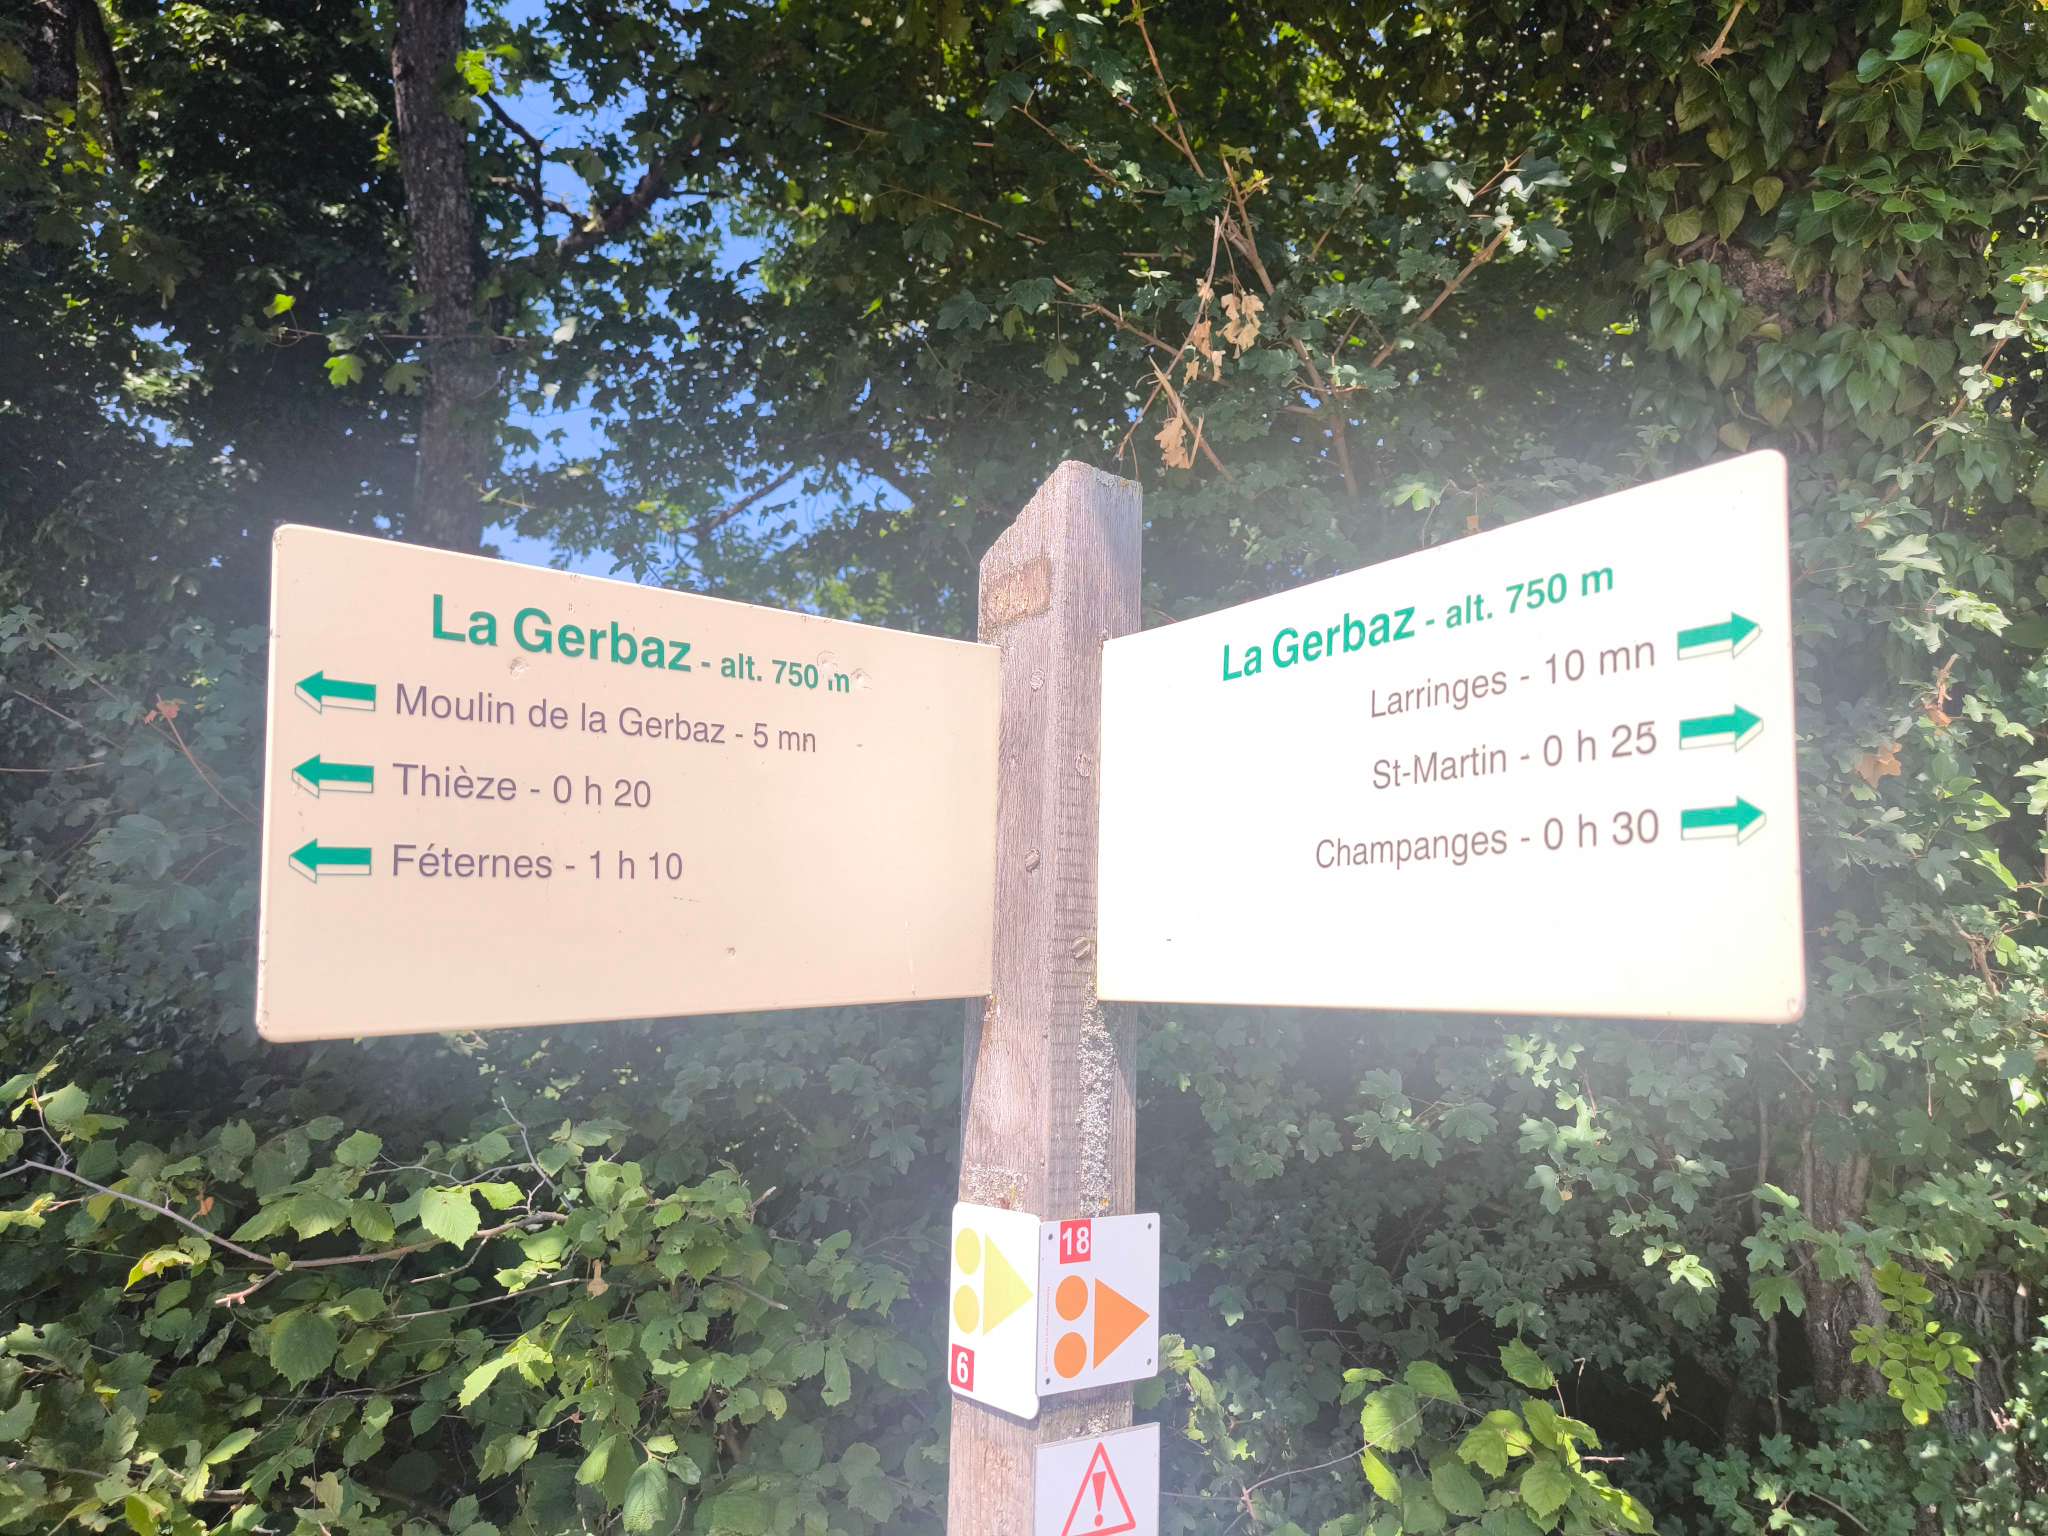 La Gerbaz - alt. 750 m
Moulin de la Gerbaz - 5 mn
Thièze - 0 h 20
Féternes - 1 h 10
La Gerbaz - alt. 750 m
Larringes - 10 mn
St-Martin - 0 h 25
Champanges - 0 h 30
6
18
!